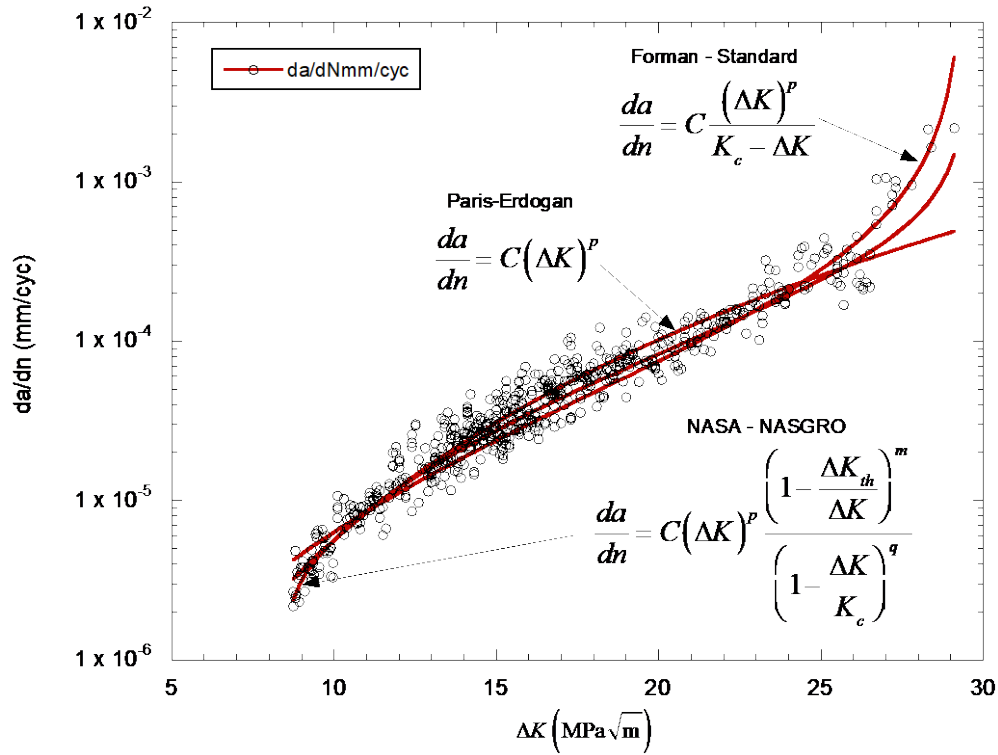 1 x 10⁻²
da/dNmm/cyc
Forman - Standard
da/dn = C (ΔK)^p / (K_c − ΔK)
1 x 10⁻³
Paris-Erdogan
da/dn = C(ΔK)^p
1 x 10⁻⁴
da/dn (mm/cyc)
NASA - NASGRO
da/dn = C(ΔK)^p (1 − ΔK_th/ΔK)^m / (1 − ΔK/K_c)^q
1 x 10⁻⁵
1 x 10⁻⁶
5 10 15 20 25 30
ΔK (MPa√m)